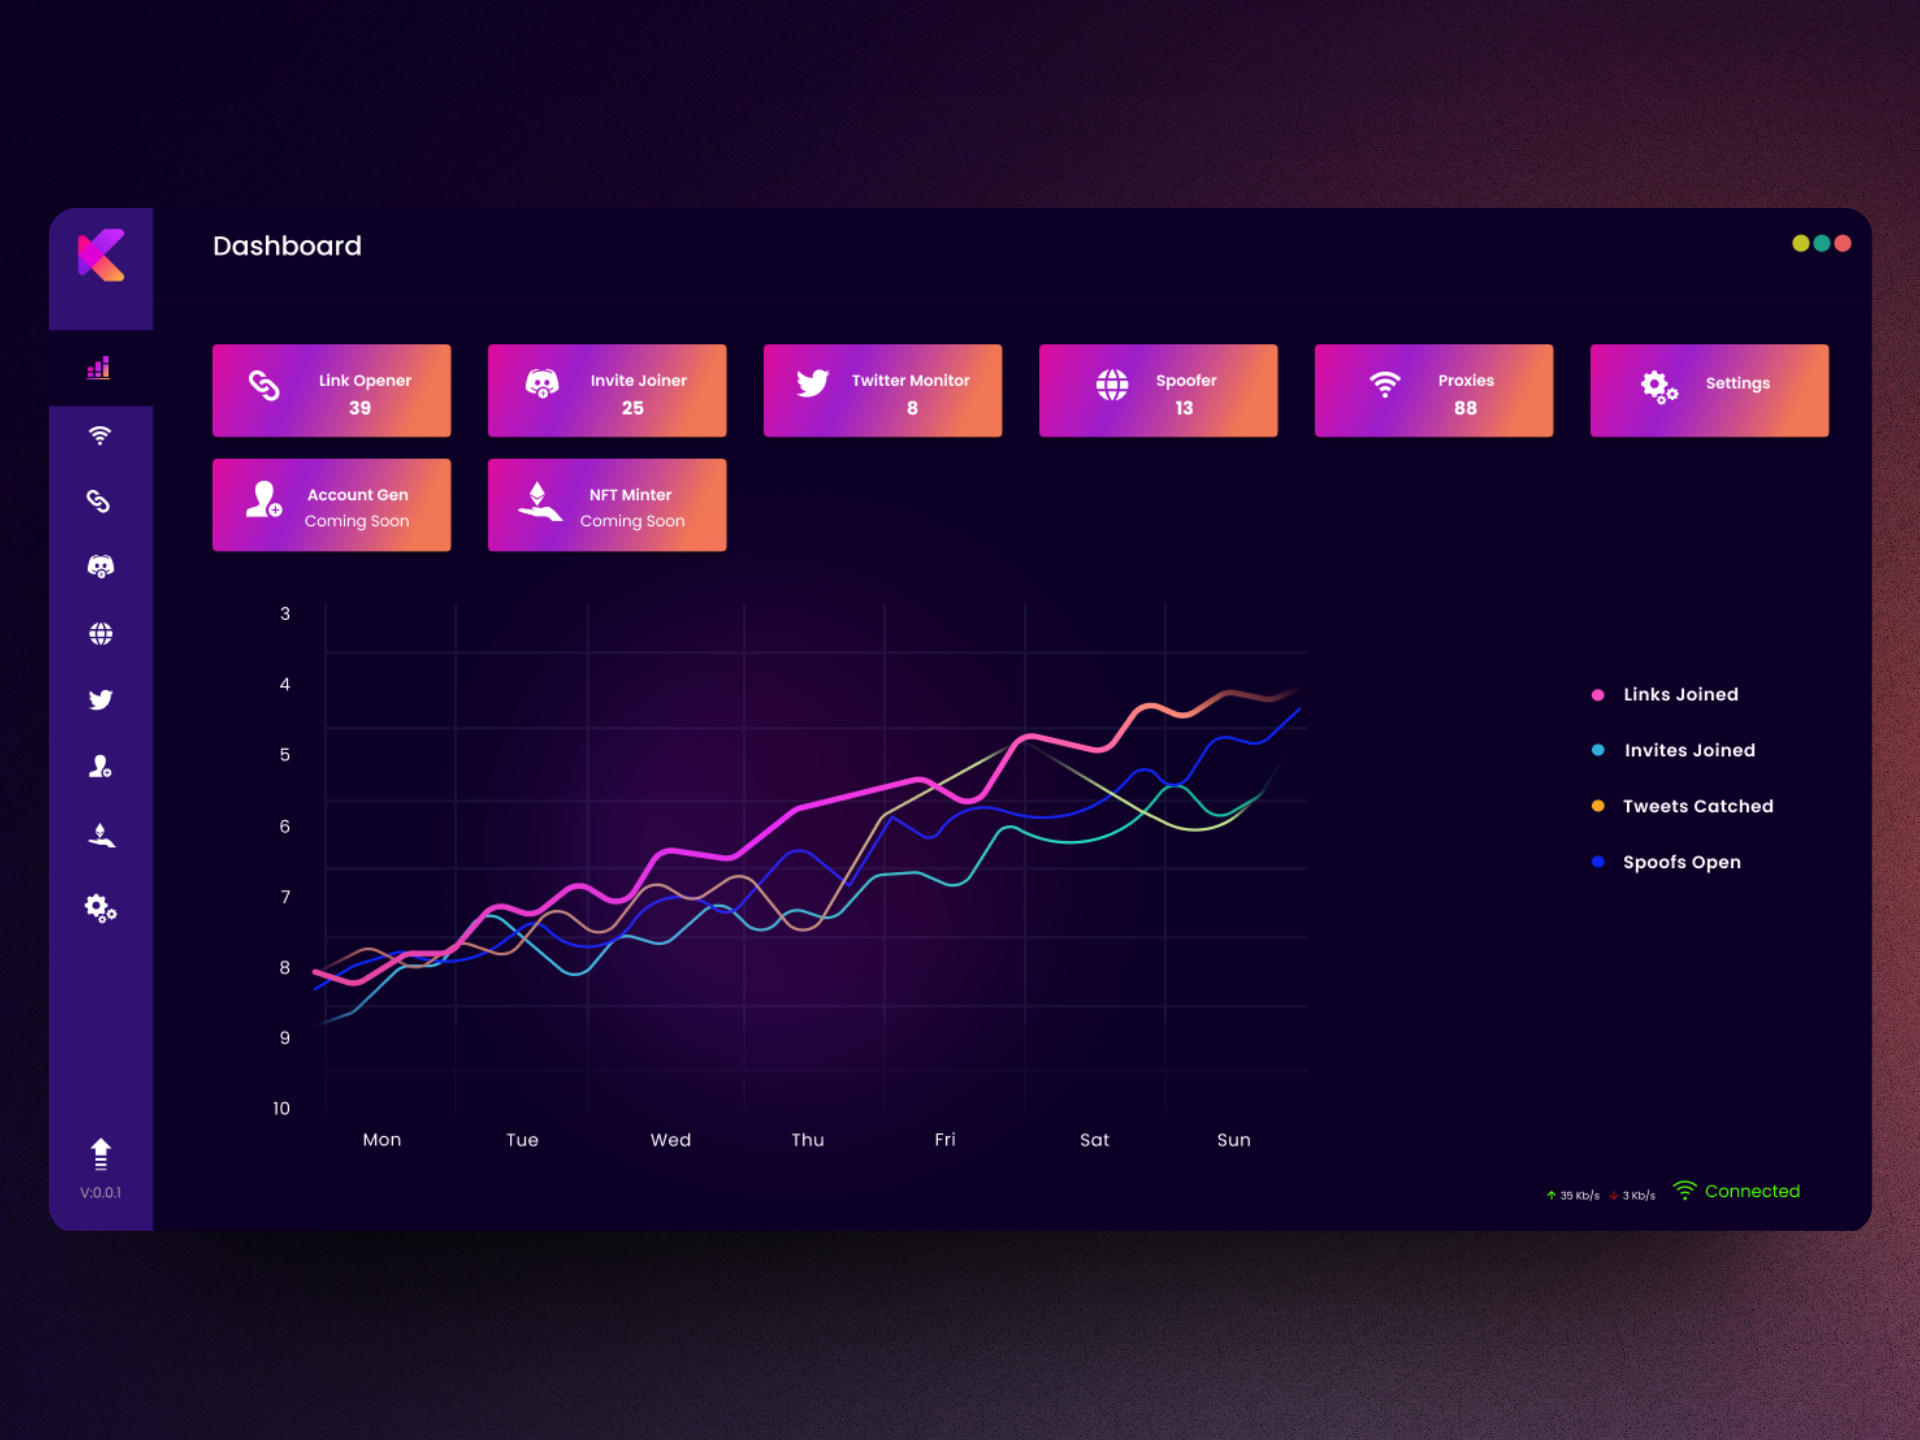 Dashboard
Link Opener
39
Invite Joiner
25
Twitter Monitor
8
Spoofer
13
Proxies
88
Settings
Account Gen
Coming Soon
NFT Minter
Coming Soon
3
4
5
6
7
8
9
10
Mon Tue Wed Thu Fri Sat Sun
Links Joined
Invites Joined
Tweets Catched
Spoofs Open
V:0.0.1
35 Kb/s 3 Kb/s Connected